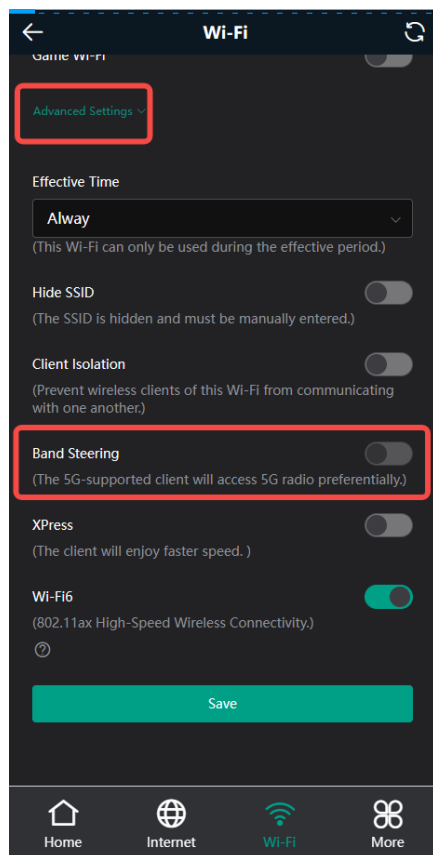 Wi-Fi
Game Wi-Fi
Advanced Settings
Effective Time
Alway
(This Wi-Fi can only be used during the effective period.)
Hide SSID
(The SSID is hidden and must be manually entered.)
Client Isolation
(Prevent wireless clients of this Wi-Fi from communicating
with one another.)
Band Steering
(The 5G-supported client will access 5G radio preferentially.)
XPress
(The client will enjoy faster speed. )
Wi-Fi6
(802.11ax High-Speed Wireless Connectivity.)
Save
Home
Internet
Wi-Fi
More